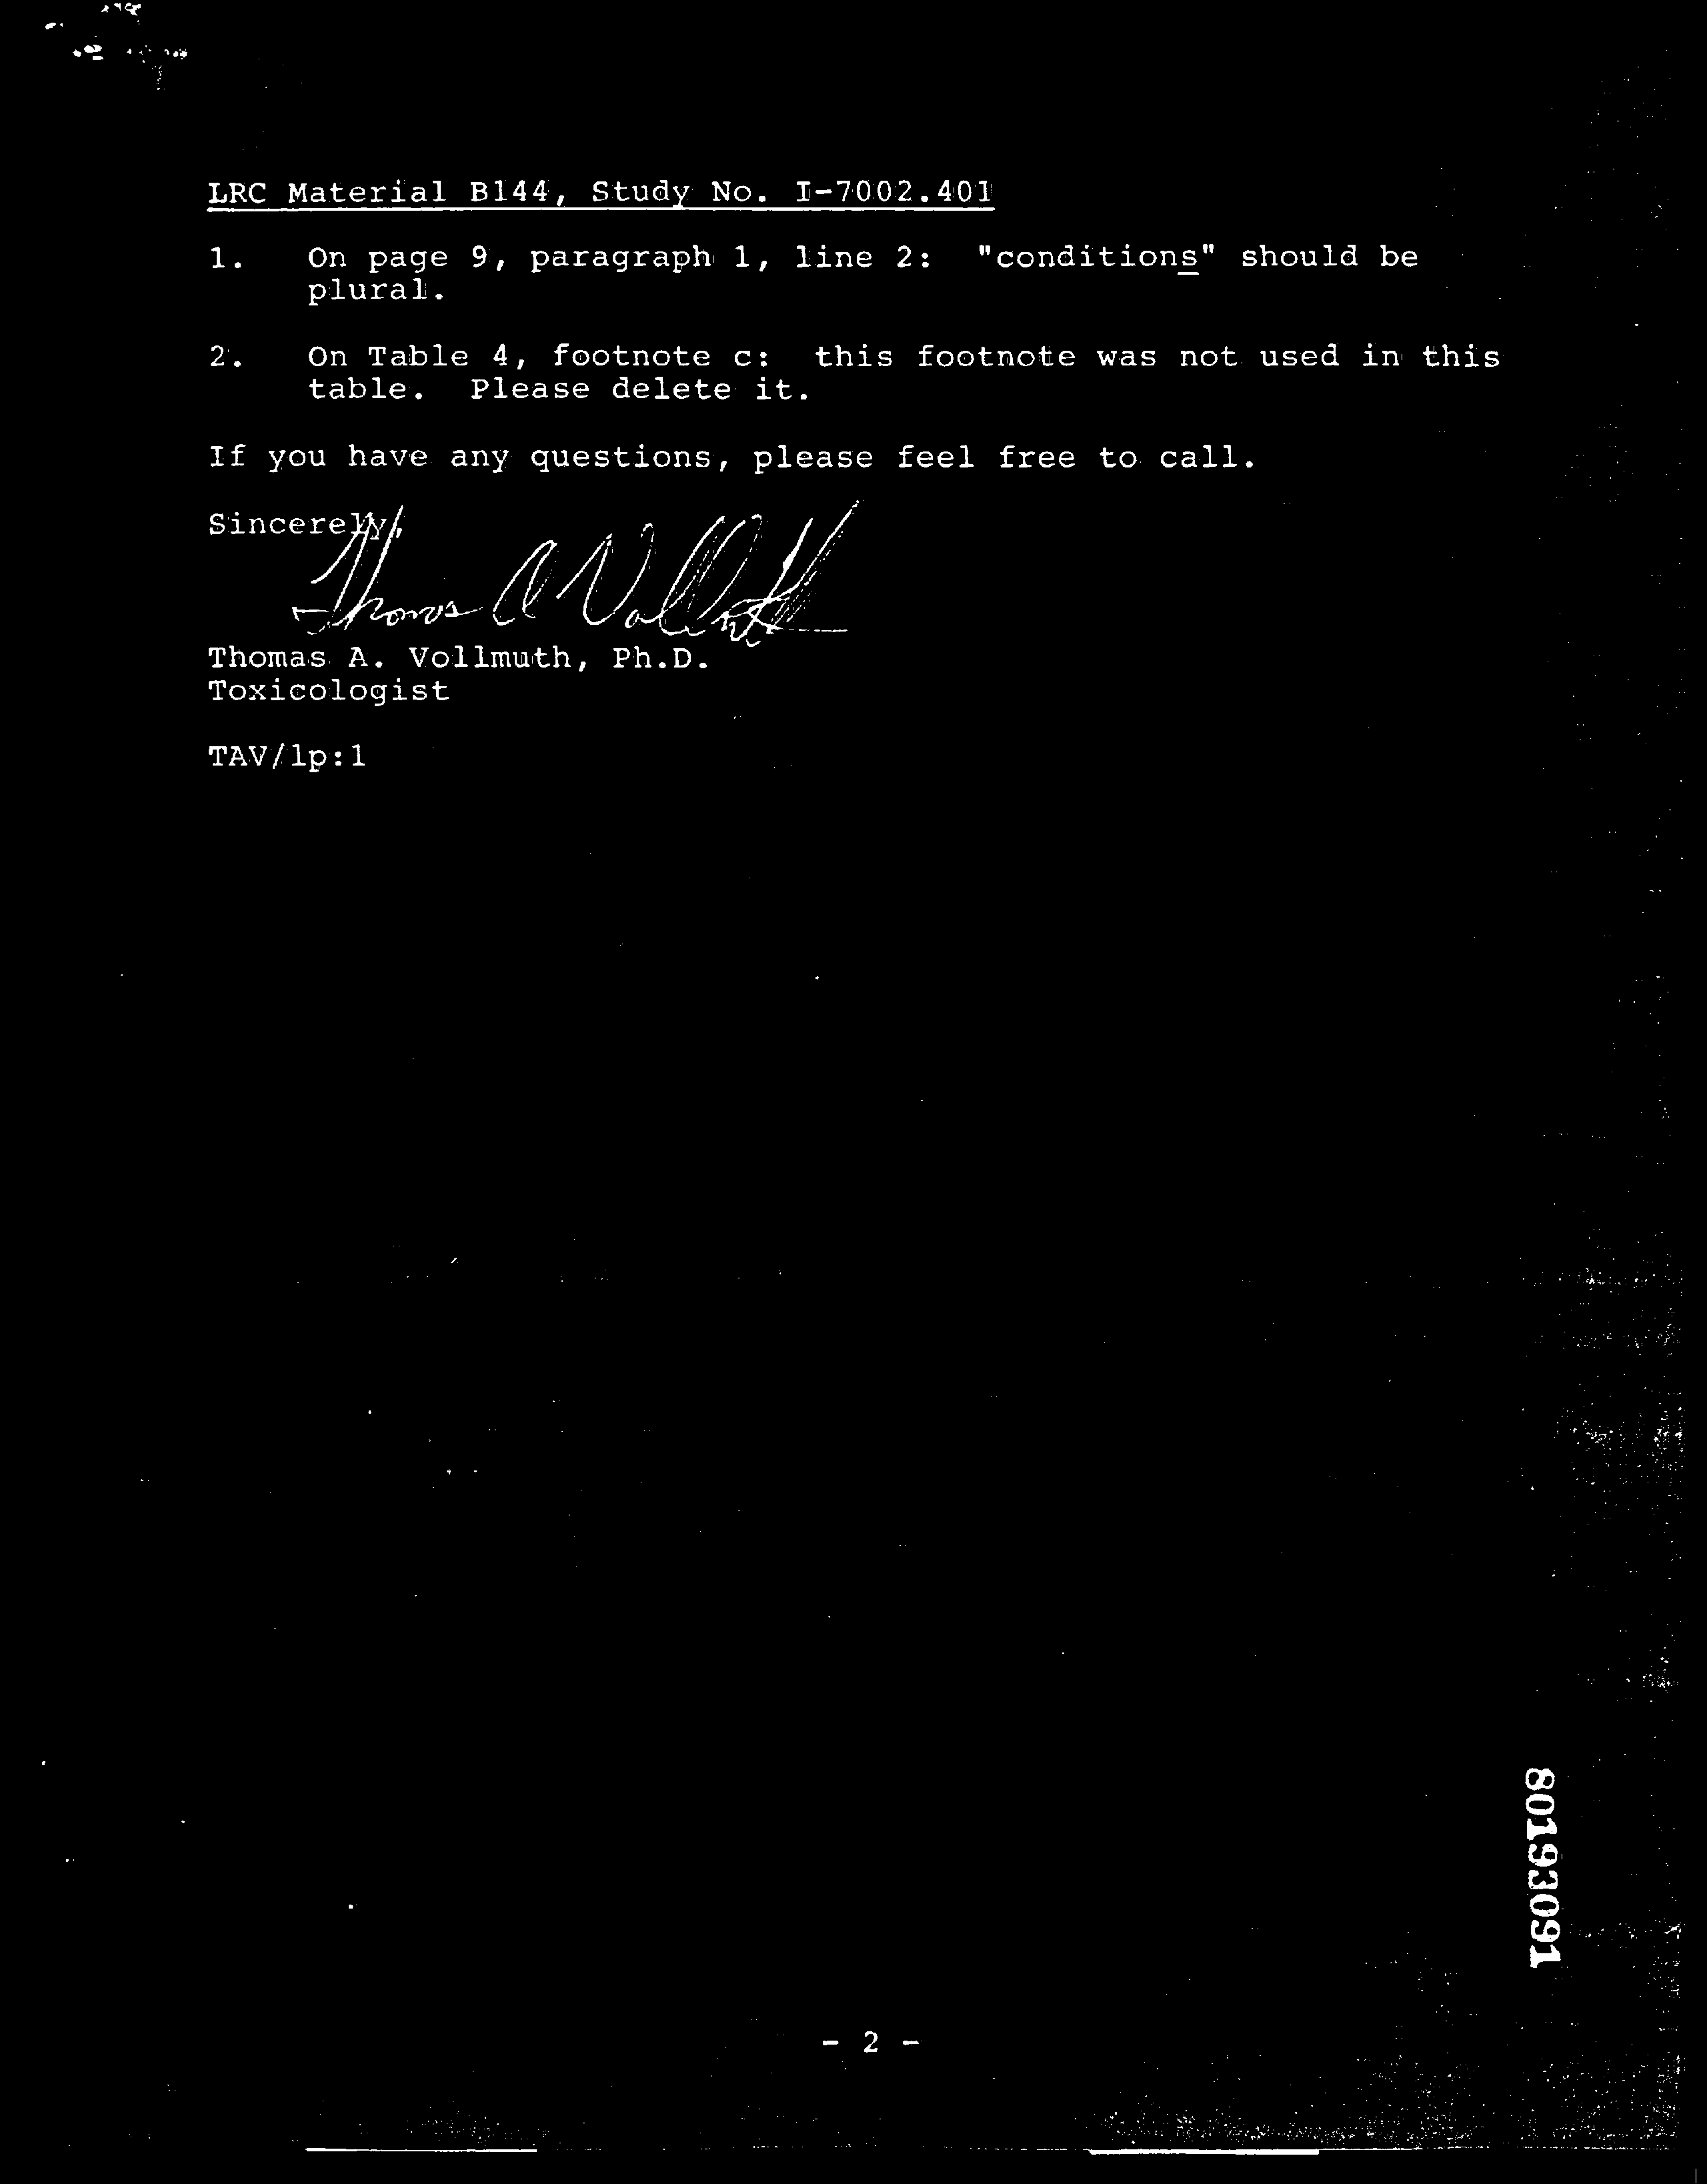 LRC Material B144, Study No. I-7002.401
1. On page 9, paragraph 1, line 2: "conditions" should be
plural.
2. On Table 4, footnote c: this footnote was not used in this
table. Please delete it.
If you have any questions, please feel free to call.
Sincerely,
Thomas A Vollmuth
Thomas A. Vollmuth, Ph.D.
Toxicologist
TAV/lp:1
80193091
- 2 -